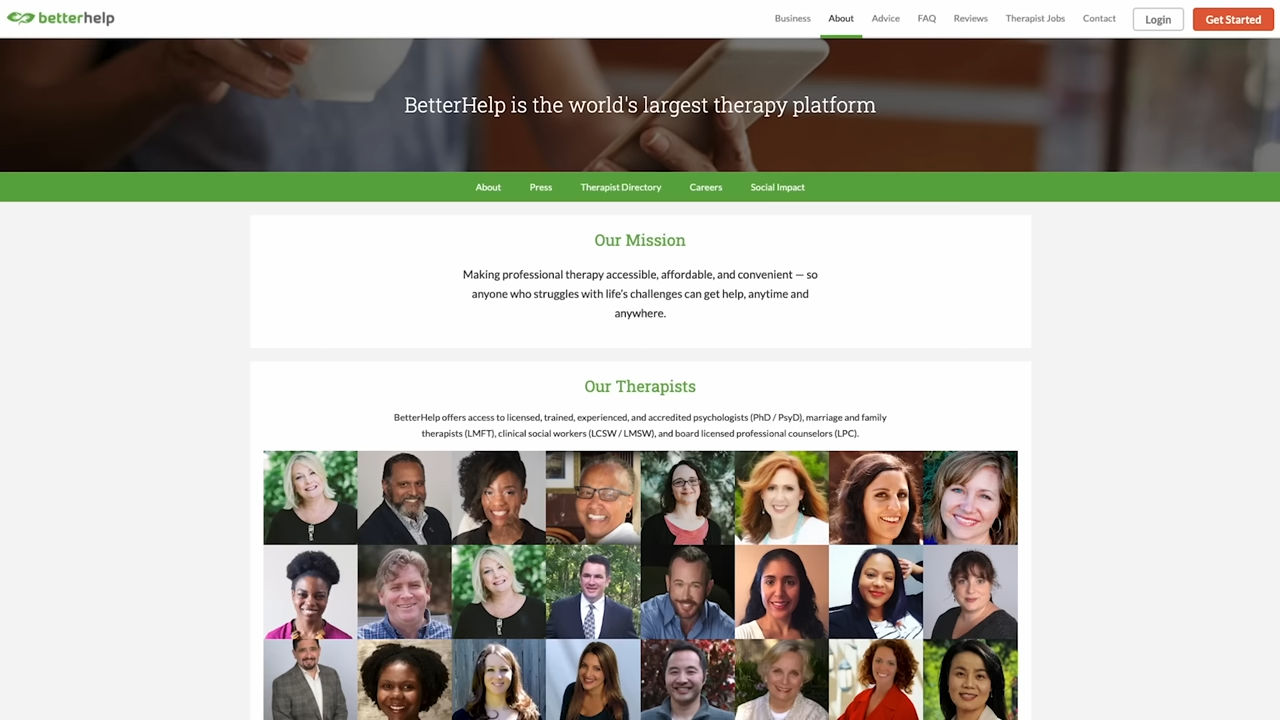 betterhelp
Business About Advice FAQ Reviews Therapist Jobs Contact Login Get Started
BetterHelp is the world's largest therapy platform
About Press Therapist Directory Careers Social Impact
Our Mission
Making professional therapy accessible, affordable, and convenient — so
anyone who struggles with life's challenges can get help, anytime and
anywhere.
Our Therapists
BetterHelp offers access to licensed, trained, experienced, and accredited psychologists (PhD / PsyD), marriage and family
therapists (LMFT), clinical social workers (LCSW / LMSW), and board licensed professional counselors (LPC).